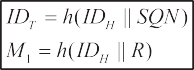 ID_T = h(ID_H || SQN)
M_1 = h(ID_H || R)